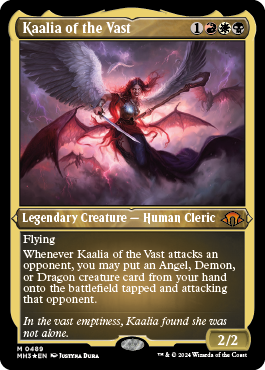 Kaalia of the Vast 1
Legendary Creature — Human Cleric
Flying
Whenever Kaalia of the Vast attacks an
opponent, you may put an Angel, Demon,
or Dragon creature card from your hand
onto the battlefield tapped and attacking
that opponent.
In the vast emptiness, Kaalia found she was
not alone.
2/2
M 0489
MH3★EN Justyna Dura
™ & © 2024 Wizards of the Coast